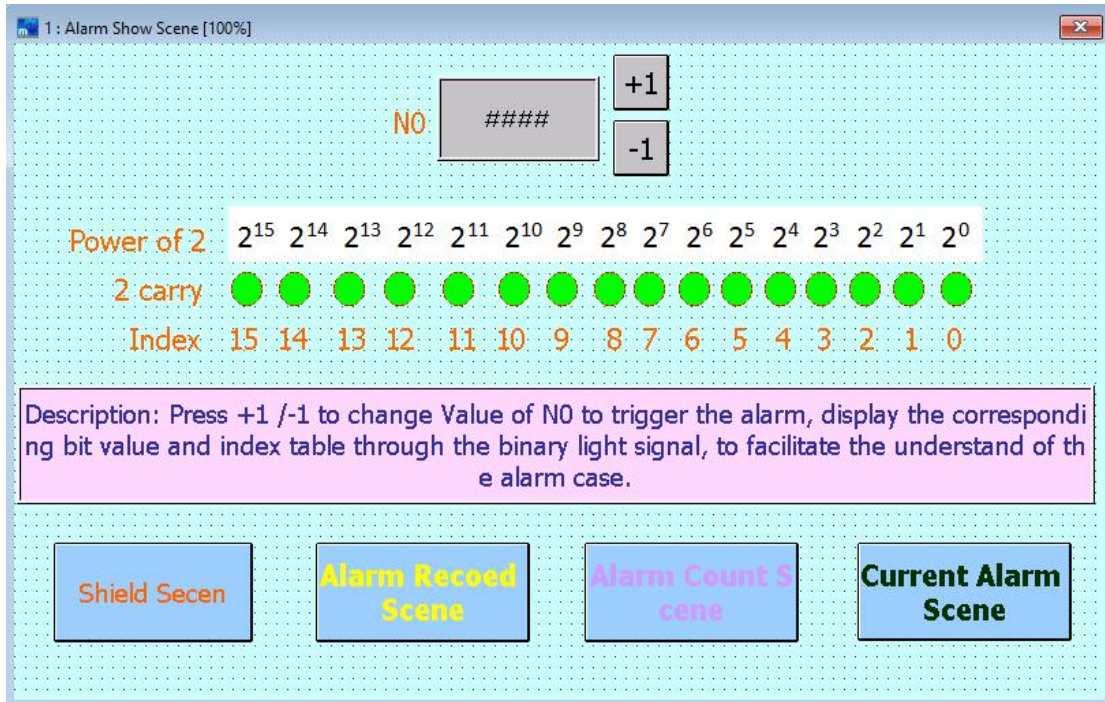 1 : Alarm Show Scene [100%]
+1
N0 ####
-1
Power of 2 2¹⁵ 2¹⁴ 2¹³ 2¹² 2¹¹ 2¹⁰ 2⁹ 2⁸ 2⁷ 2⁶ 2⁵ 2⁴ 2³ 2² 2¹ 2⁰
2 carry
Index 15 14 13 12 11 10 9 8 7 6 5 4 3 2 1 0
Description: Press +1 /-1 to change Value of N0 to trigger the alarm, display the correspondi
ng bit value and index table through the binary light signal, to facilitate the understand of th
e alarm case.
Shield Secen
Alarm Recoed
Scene
Alarm Count S
cene
Current Alarm
Scene